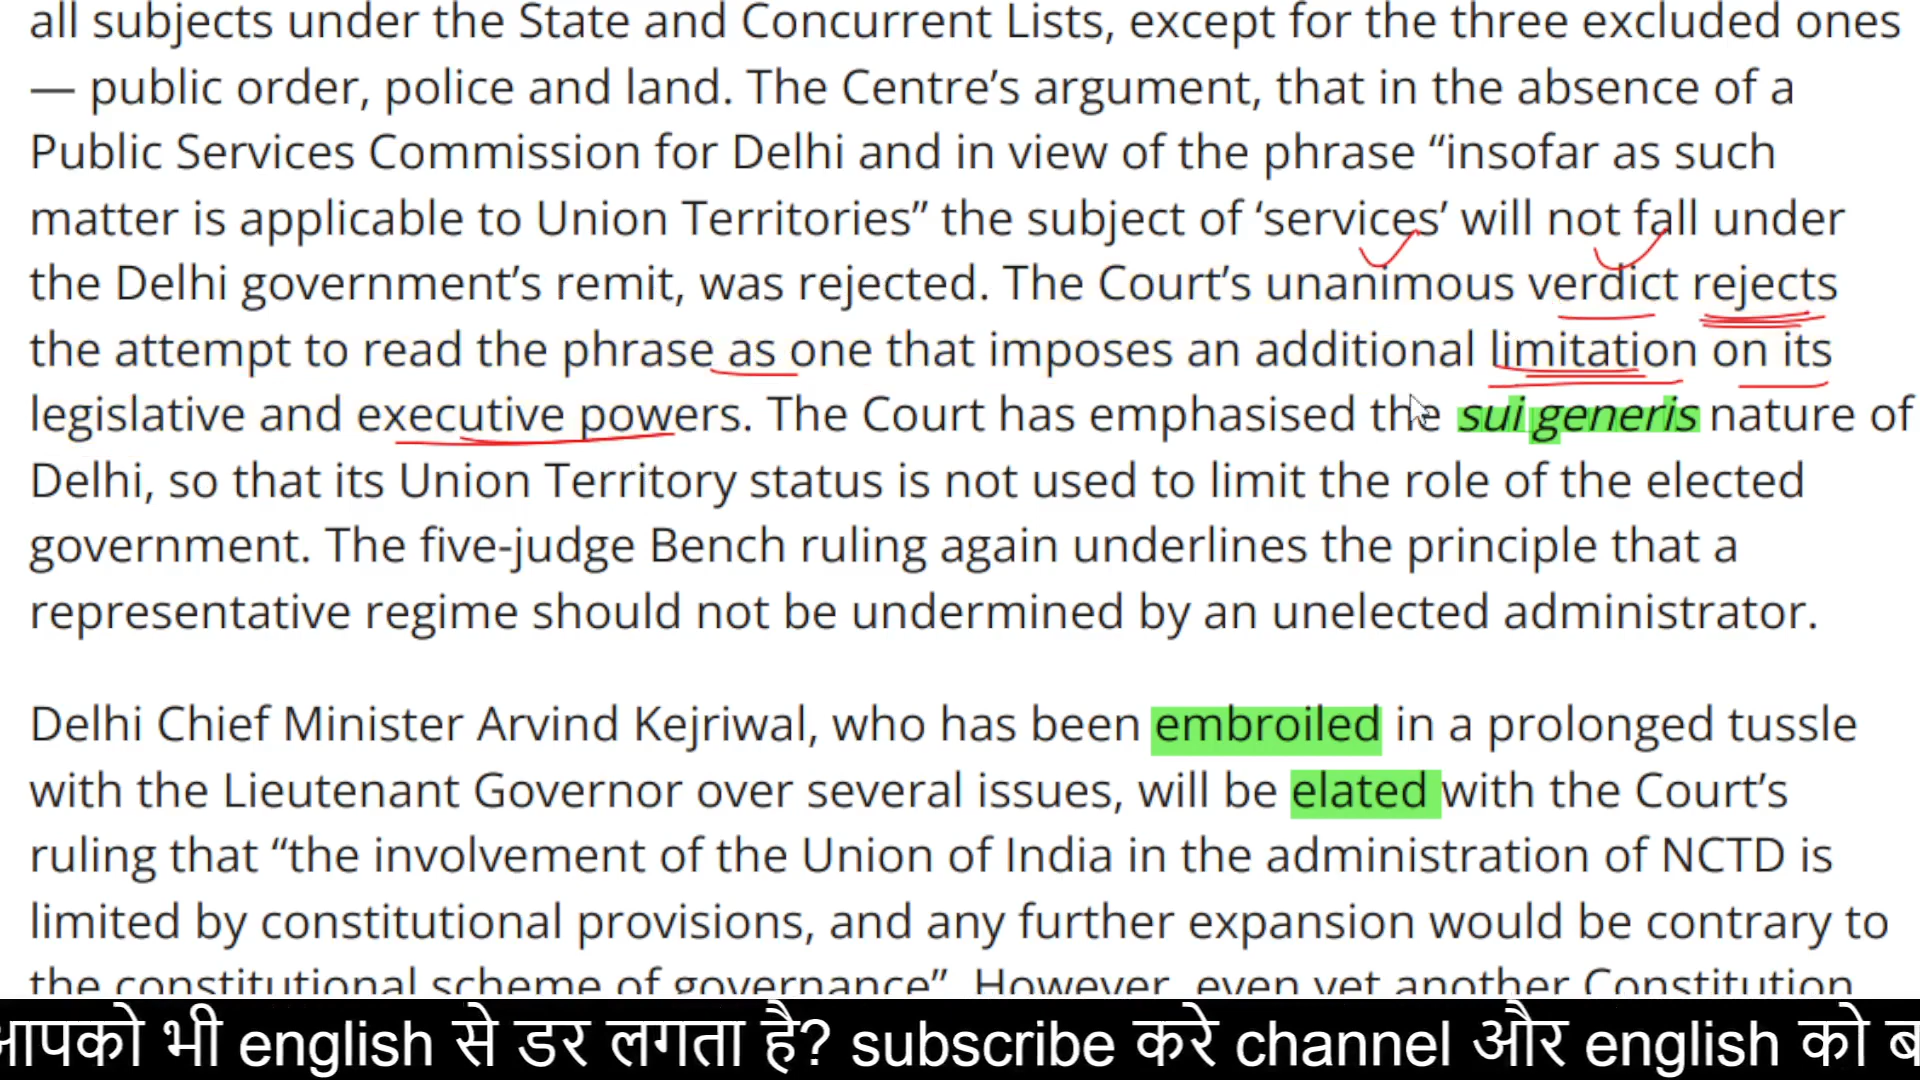 all subjects under the State and Concurrent Lists, except for the three excluded ones
— public order, police and land. The Centre’s argument, that in the absence of a
Public Services Commission for Delhi and in view of the phrase “insofar as such
matter is applicable to Union Territories” the subject of ‘services’ will not fall under
the Delhi government’s remit, was rejected. The Court’s unanimous verdict rejects
the attempt to read the phrase as one that imposes an additional limitation on its
legislative and executive powers. The Court has emphasised the sui generis nature of
Delhi, so that its Union Territory status is not used to limit the role of the elected
government. The five-judge Bench ruling again underlines the principle that a
representative regime should not be undermined by an unelected administrator.
Delhi Chief Minister Arvind Kejriwal, who has been embroiled in a prolonged tussle
with the Lieutenant Governor over several issues, will be elated with the Court’s
ruling that “the involvement of the Union of India in the administration of NCTD is
limited by constitutional provisions, and any further expansion would be contrary to
the constitutional scheme of governance”. However, even yet another Constitution
आपको भी english से डर लगता है? subscribe करे channel और english को